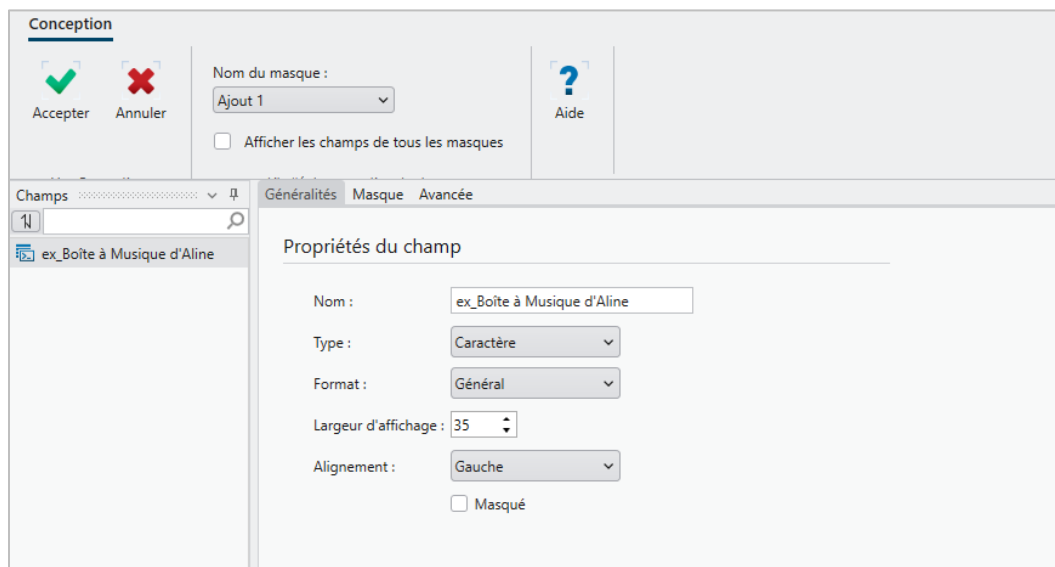 Conception
Accepter
Annuler
Nom du masque :
Ajout 1
Afficher les champs de tous les masques
Aide
Champs
ex_Boîte à Musique d'Aline
Généralités Masque Avancée
Propriétés du champ
Nom : ex_Boîte à Musique d'Aline
Type : Caractère
Format : Général
Largeur d'affichage : 35
Alignement : Gauche
Masqué